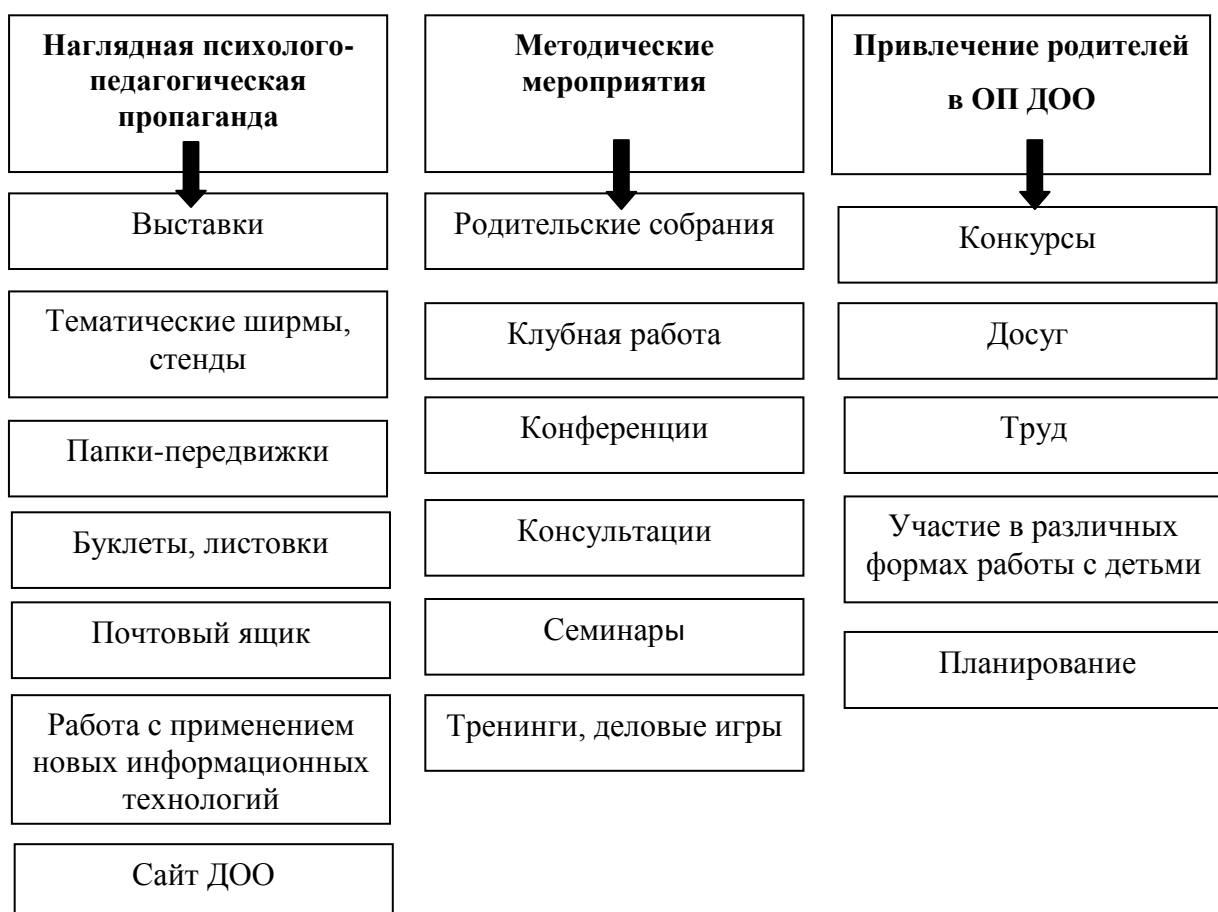 Наглядная психолого-
педагогическая
пропаганда
Выставки
Тематические ширмы,
стенды
Папки-передвижки
Буклеты, листовки
Почтовый ящик
Работа с применением
новых информационных
технологий
Сайт ДОО
Методические
мероприятия
Родительские собрания
Клубная работа
Конференции
Консультации
Семинары
Тренинги, деловые игры
Привлечение родителей
в ОП ДОО
Конкурсы
Досуг
Труд
Участие в различных
формах работы с детьми
Планирование